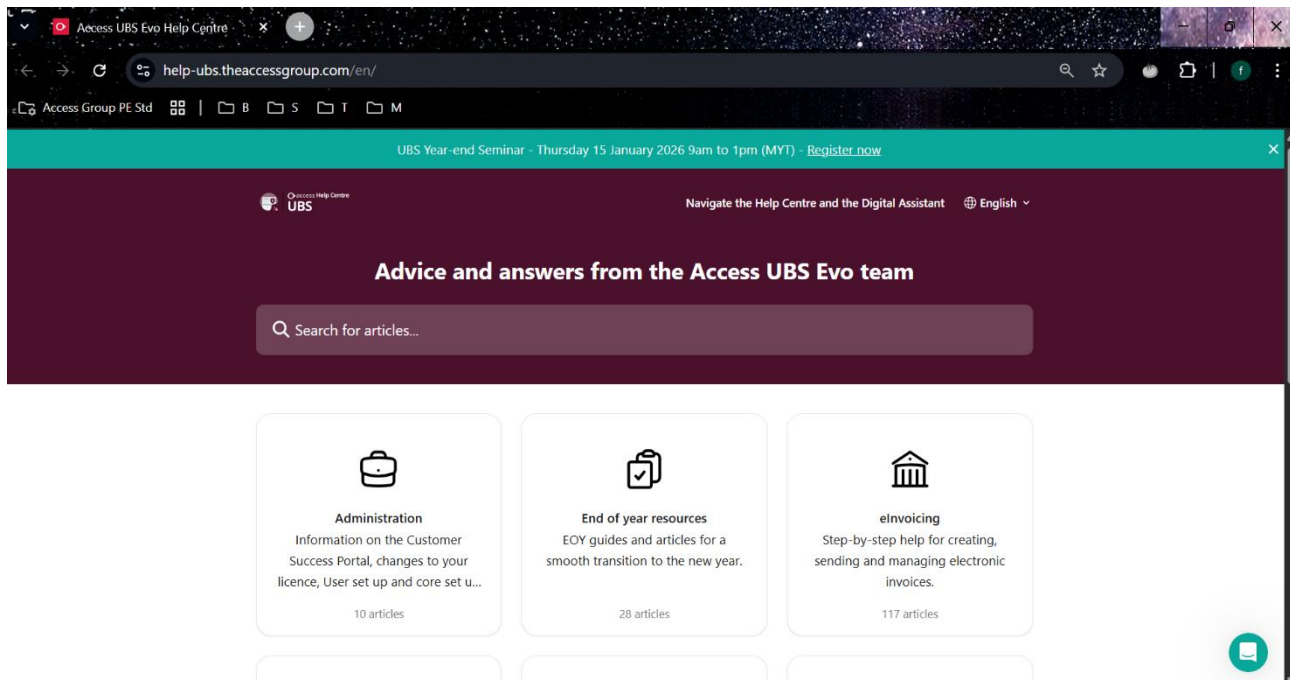 Access UBS Evo Help Centre
help-ubs.theaccessgroup.com/en/
f
Access Group PE Std
B
S
T
M
UBS Year-end Seminar - Thursday 15 January 2026 9am to 1pm (MYT) - Register now
access Help Centre
UBS
Navigate the Help Centre and the Digital Assistant
English
Advice and answers from the Access UBS Evo team
Search for articles...
Administration
Information on the Customer
Success Portal, changes to your
licence, User set up and core set u...
10 articles
End of year resources
EOY guides and articles for a
smooth transition to the new year.
28 articles
eInvoicing
Step-by-step help for creating,
sending and managing electronic
invoices.
117 articles